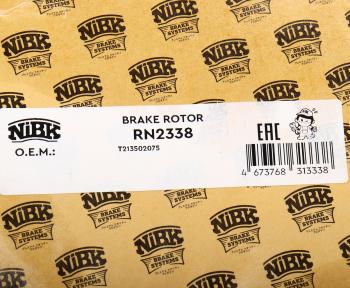 NiBK
BRAKE
SYSTEMS
NiBK
O.E.M.:
BRAKE ROTOR
RN2338
T213502075
EAC
4 673768 313338